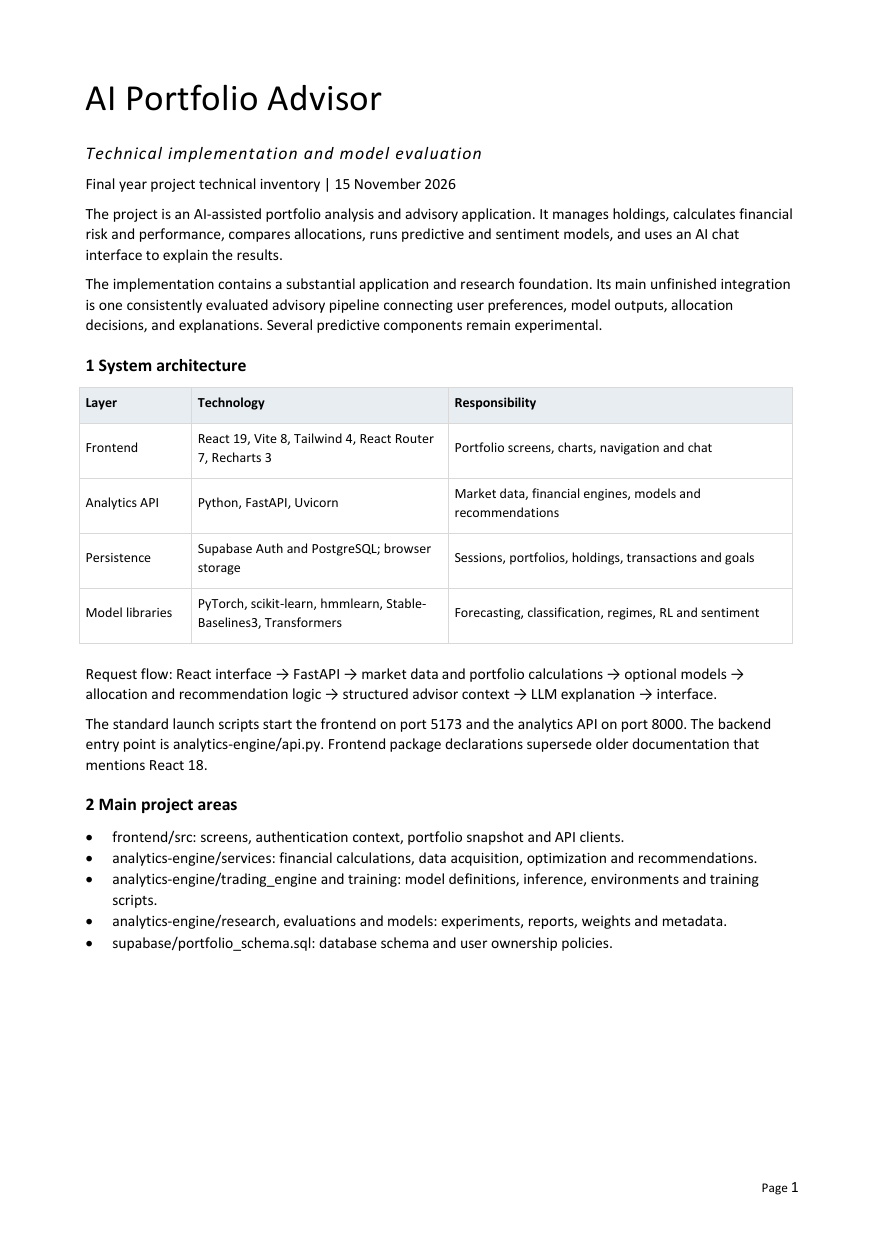 AI Portfolio Advisor
Technical implementation and model evaluation
Final year project technical inventory | 15 November 2026
The project is an AI-assisted portfolio analysis and advisory application. It manages holdings, calculates financial
risk and performance, compares allocations, runs predictive and sentiment models, and uses an AI chat
interface to explain the results.
The implementation contains a substantial application and research foundation. Its main unfinished integration
is one consistently evaluated advisory pipeline connecting user preferences, model outputs, allocation
decisions, and explanations. Several predictive components remain experimental.
1 System architecture
Layer Technology Responsibility
Frontend
React 19, Vite 8, Tailwind 4, React Router
7, Recharts 3
Portfolio screens, charts, navigation and chat
Analytics API
Python, FastAPI, Uvicorn
Market data, financial engines, models and
recommendations
Persistence
Supabase Auth and PostgreSQL; browser
storage
Sessions, portfolios, holdings, transactions and goals
Model libraries
PyTorch, scikit-learn, hmmlearn, Stable-
Baselines3, Transformers
Forecasting, classification, regimes, RL and sentiment
Request flow: React interface → FastAPI → market data and portfolio calculations → optional models →
allocation and recommendation logic → structured advisor context → LLM explanation → interface.
The standard launch scripts start the frontend on port 5173 and the analytics API on port 8000. The backend
entry point is analytics-engine/api.py. Frontend package declarations supersede older documentation that
mentions React 18.
2 Main project areas
• frontend/src: screens, authentication context, portfolio snapshot and API clients.
• analytics-engine/services: financial calculations, data acquisition, optimization and recommendations.
• analytics-engine/trading_engine and training: model definitions, inference, environments and training
scripts.
• analytics-engine/research, evaluations and models: experiments, reports, weights and metadata.
• supabase/portfolio_schema.sql: database schema and user ownership policies.
Page 1